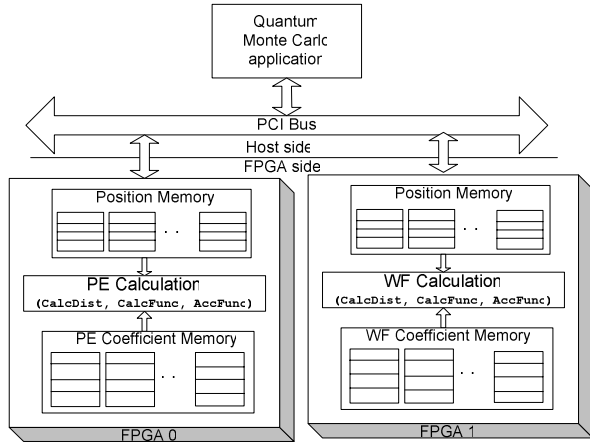 Quantum
Monte Carlo
application
PCI Bus
Host side
FPGA side
Position Memory
. .
PE Calculation
(CalcDist, CalcFunc, AccFunc)
PE Coefficient Memory
. .
FPGA 0
Position Memory
. .
WF Calculation
(CalcDist, CalcFunc, AccFunc)
WF Coefficient Memory
. .
FPGA 1